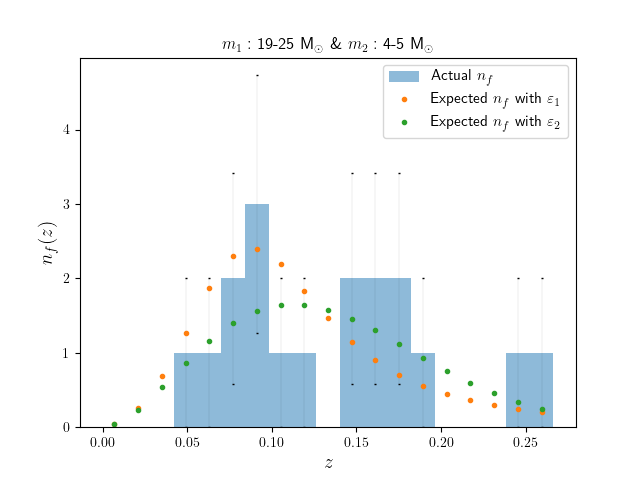 m₁ : 19-25 M⊙ & m₂ : 4-5 M⊙
Actual n_f
Expected n_f with ε₁
Expected n_f with ε₂
n_f(z)
4
3
2
1
0
0.00 0.05 0.10 0.15 0.20 0.25
z